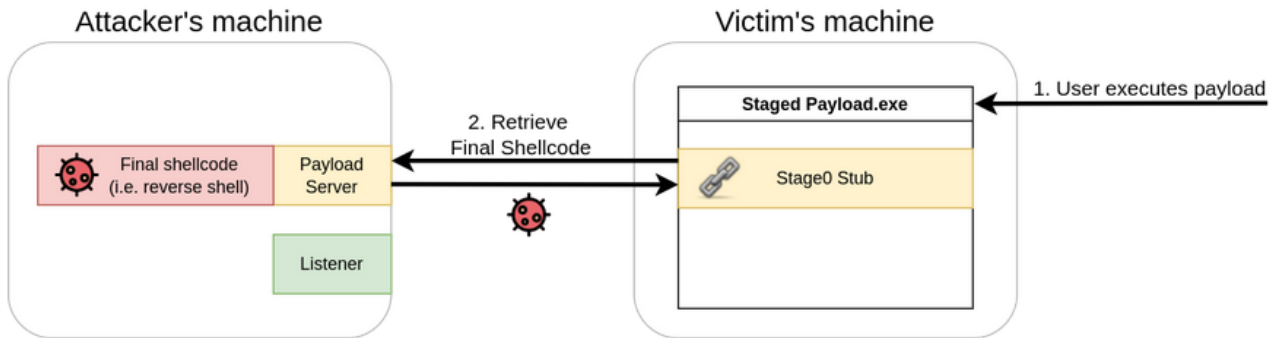 Attacker's machine
Victim's machine
1. User executes payload
Staged Payload.exe
2. Retrieve
Final Shellcode
Final shellcode
(i.e. reverse shell)
Payload
Server
Stage0 Stub
Listener